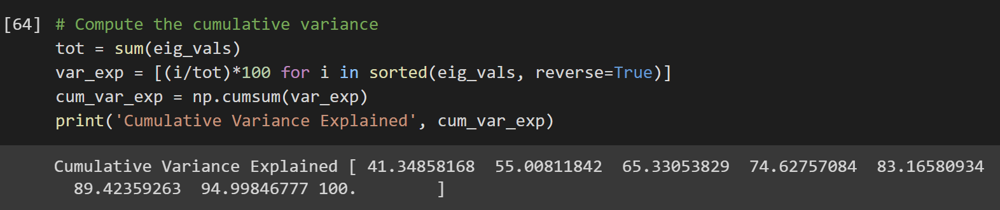 [64] # Compute the cumulative variance
tot = sum(eig_vals)
var_exp = [(i/tot)*100 for i in sorted(eig_vals, reverse=True)]
cum_var_exp = np.cumsum(var_exp)
print('Cumulative Variance Explained', cum_var_exp)
Cumulative Variance Explained [ 41.34858168  55.00811842  65.33053829  74.62757084  83.16580934
  89.42359263  94.99846777 100.        ]